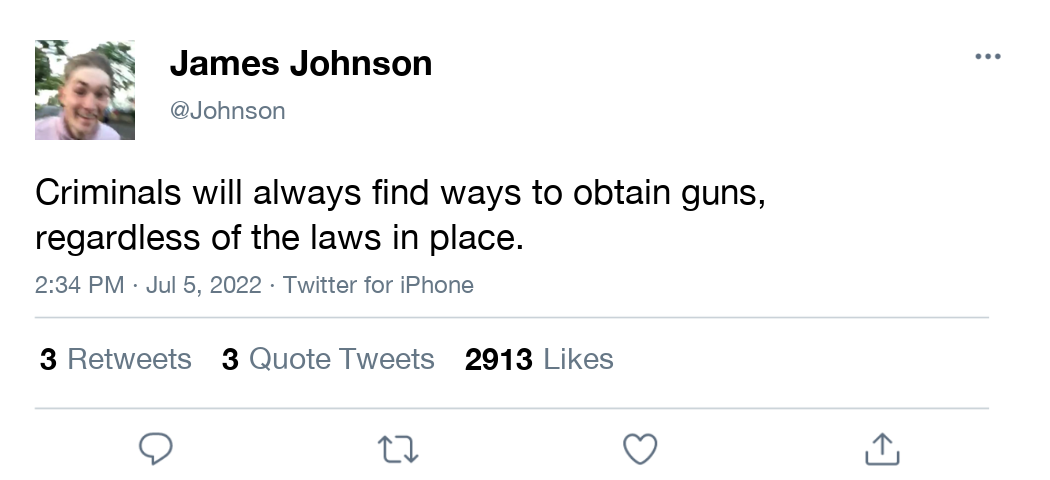 James Johnson
@Johnson
Criminals will always find ways to obtain guns,
regardless of the laws in place.
2:34 PM · Jul 5, 2022 · Twitter for iPhone
3 Retweets 3 Quote Tweets 2913 Likes